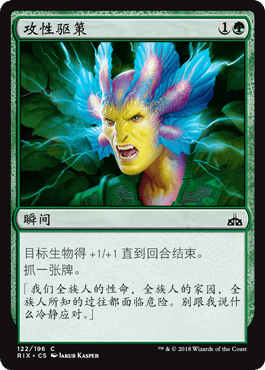 攻性驱策 1
瞬间
目标生物得 +1/+1 直到回合结束。
抓一张牌。
「我们全族人的性命，全族人的家园，全
族人所知的过往都面临危险。别跟我说什
么冷静应对。」
122/196 C
RIX • CS JAKUB KASPER
™ & © 2018 Wizards of the Coast